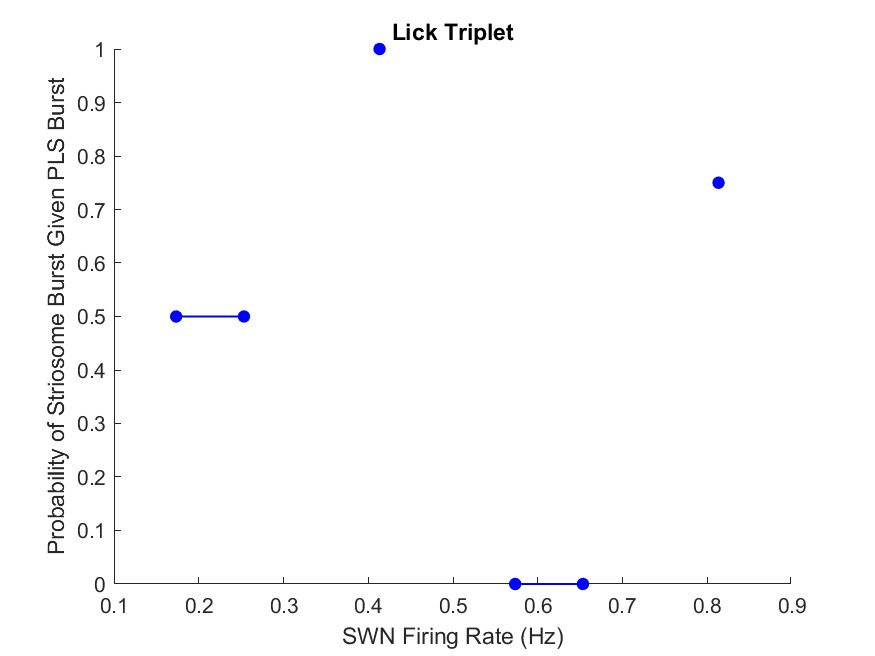 Lick Triplet
Probability of Striosome Burst Given PLS Burst
1
0.9
0.8
0.7
0.6
0.5
0.4
0.3
0.2
0.1
0
0.1 0.2 0.3 0.4 0.5 0.6 0.7 0.8 0.9
SWN Firing Rate (Hz)